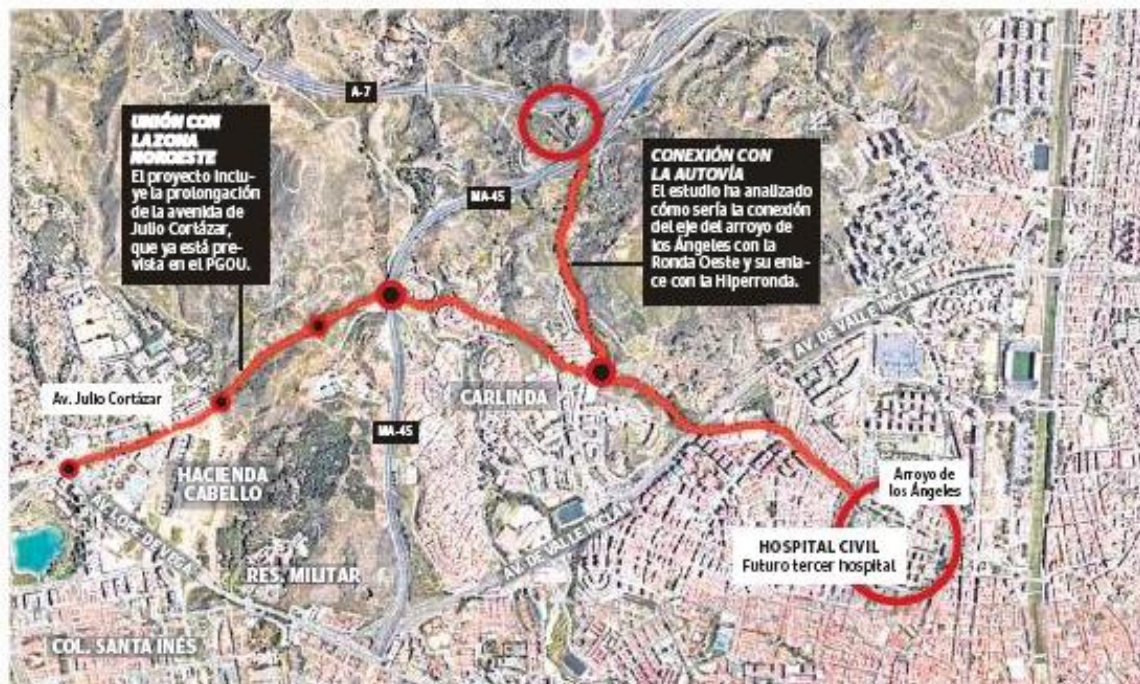 A-7
UNIÓN CON
LA ZONA
NOROESTE
El proyecto inclu-
ye la prolongación
de la avenida de
Julio Cortázar,
que ya está pre-
vista en el PGOU.
CONEXIÓN CON
LA AUTOVÍA
El estudio ha analizado
cómo sería la conexión
del eje del arroyo de
los Ángeles con la
Ronda Oeste y su enla-
ce con la Hiperronda.
MA-45
AV. DE VALLE INCLÁN
Av. Julio Cortázar
CARLINDA
MA-45
HACIENDA
CABELLO
Arroyo de
los Ángeles
AV. LOPE DE VEGA
AV. DE VALLE INCLÁN
HOSPITAL CIVIL
Futuro tercer hospital
RES. MILITAR
COL. SANTA INÉS